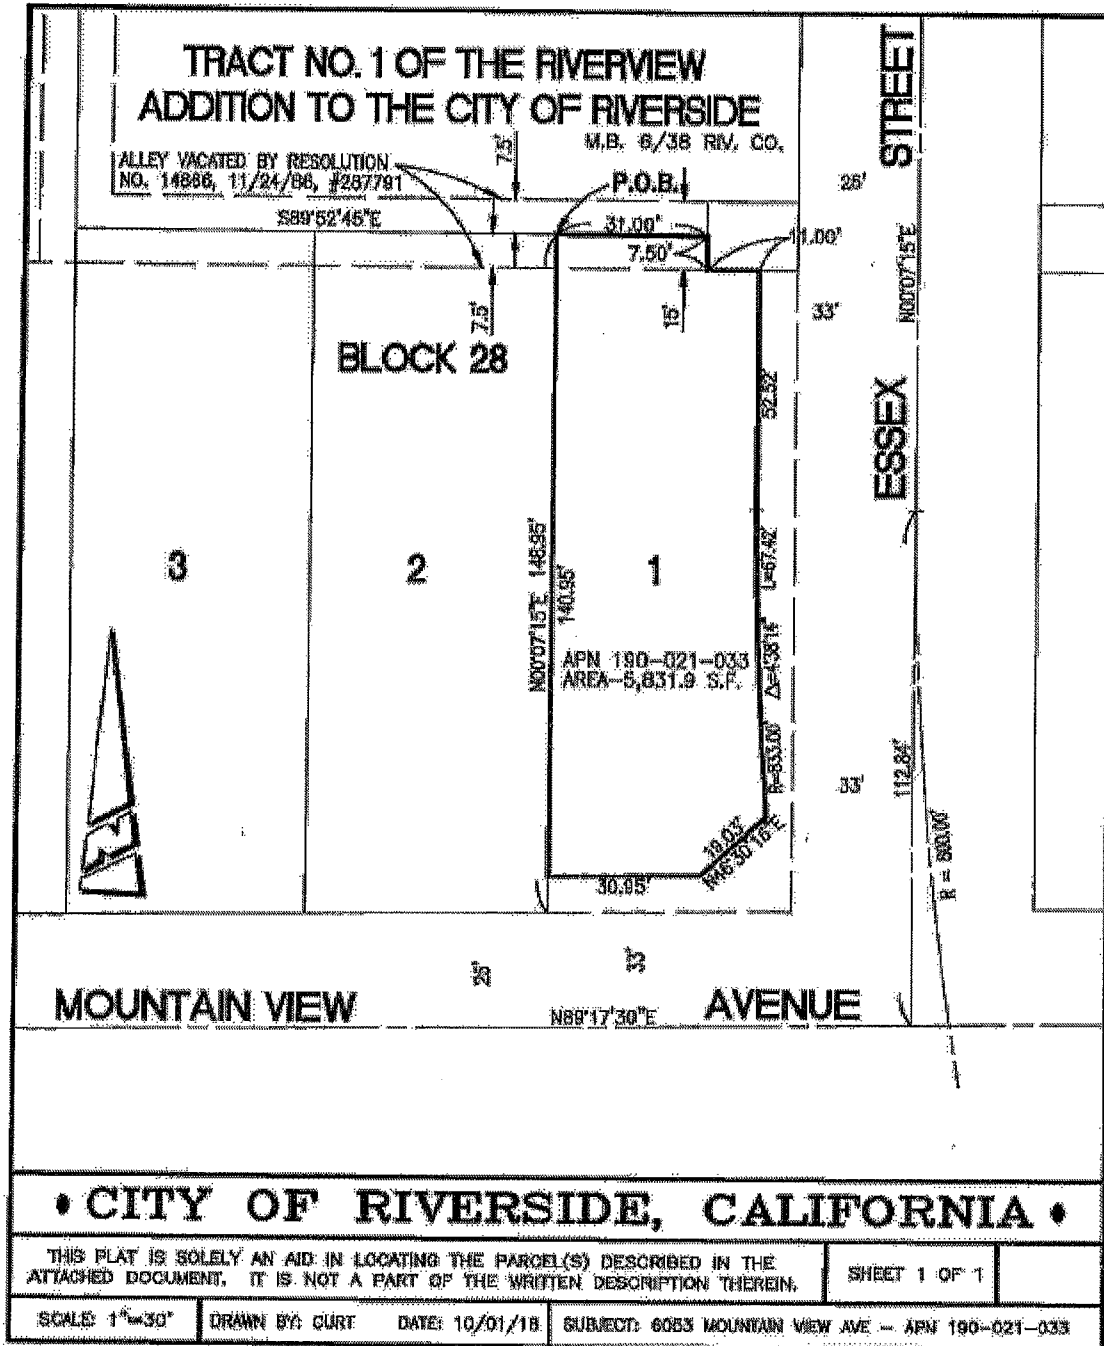 TRACT NO. 1 OF THE RIVERVIEW
ADDITION TO THE CITY OF RIVERSIDE
M.B. 6/38 RIV. CO.
ALLEY VACATED BY RESOLUTION
NO. 14866, 11/24/86, #287791
7.5'
P.O.B.
STREET
25'
S89°52'45"E
31.00'
7.50'
11.00'
N00°07'15"E
7.5'
15'
33'
BLOCK 28
52.52'
ESSEX
3
2
1
N00°07'15"E 148.95'
140.95'
L=67.42'
Δ=4°38'14"
R=833.00'
APN 190-021-033
AREA-5,831.9 S.F.
33'
112.84'
R = 800.00'
19.03'
N46°30'16"E
30.95'
25'
33'
MOUNTAIN VIEW AVENUE
N89°17'30"E
• CITY OF RIVERSIDE, CALIFORNIA •
THIS PLAT IS SOLELY AN AID IN LOCATING THE PARCEL(S) DESCRIBED IN THE
ATTACHED DOCUMENT. IT IS NOT A PART OF THE WRITTEN DESCRIPTION THEREIN.
SHEET 1 OF 1
SCALE: 1"=30'
DRAWN BY: CURT DATE: 10/01/18
SUBJECT: 6053 MOUNTAIN VIEW AVE - APN 190-021-033